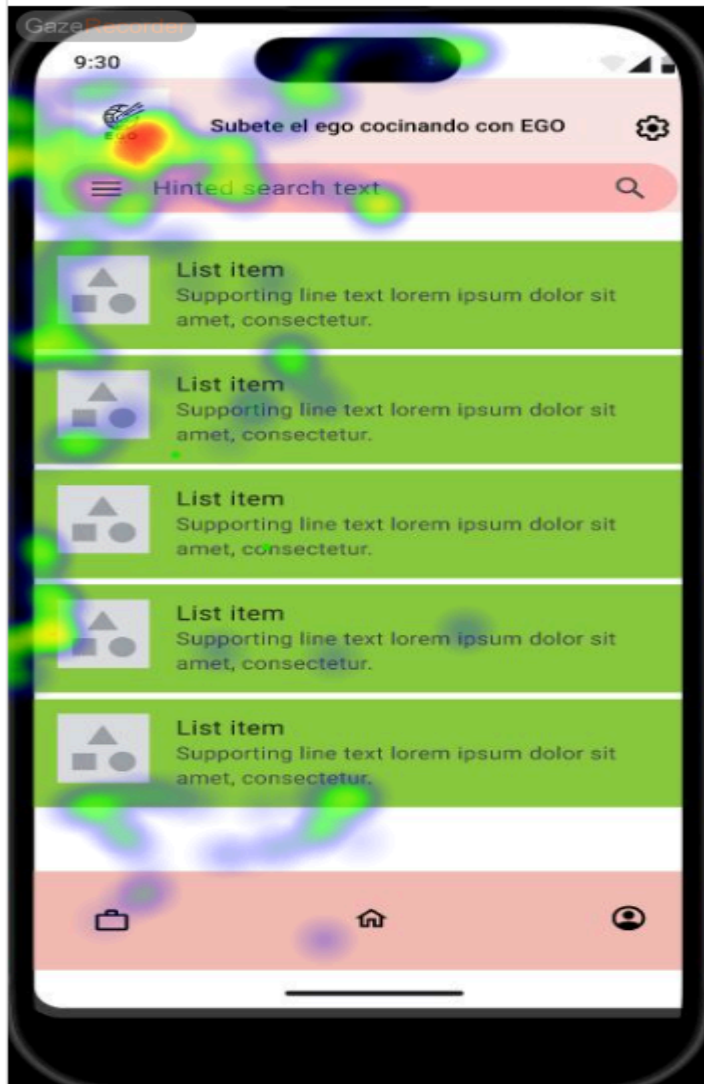 GazeRecorder
9:30
EGO
Subete el ego cocinando con EGO
Hinted search text
List item
Supporting line text lorem ipsum dolor sit
amet, consectetur.
List item
Supporting line text lorem ipsum dolor sit
amet, consectetur.
List item
Supporting line text lorem ipsum dolor sit
amet, consectetur.
List item
Supporting line text lorem ipsum dolor sit
amet, consectetur.
List item
Supporting line text lorem ipsum dolor sit
amet, consectetur.